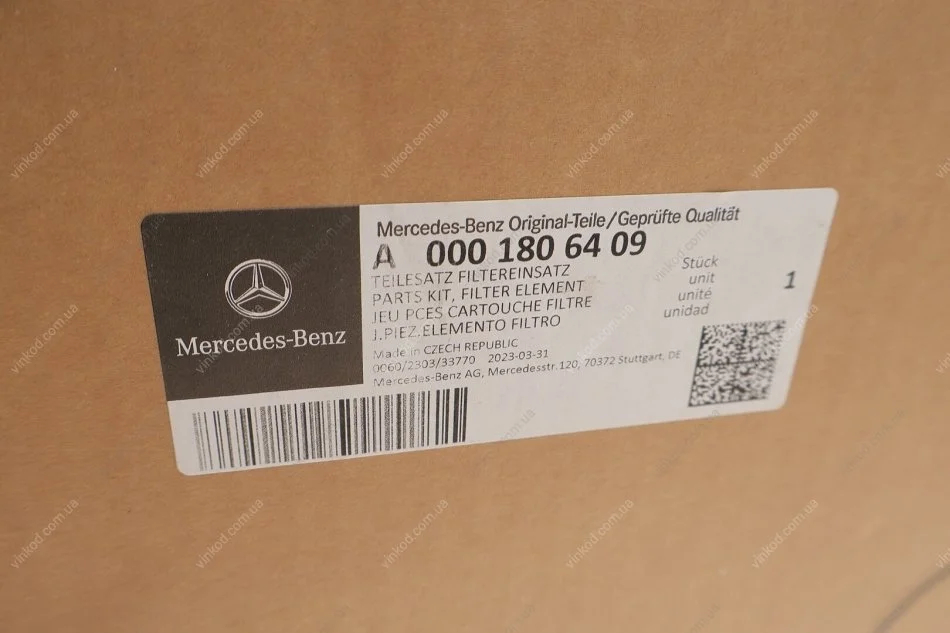 Mercedes-Benz Original-Teile/Geprüfte Qualität
A 000 180 64 09
TEILESATZ FILTEREINSATZ
PARTS KIT, FILTER ELEMENT
JEU PCES CARTOUCHE FILTRE
J.PIEZ.ELEMENTO FILTRO
Stück
unit
unité
unidad
1
Made in CZECH REPUBLIC
0060/2303/33770 2023-03-31
Mercedes-Benz AG, Mercedesstr.120, 70372 Stuttgart, DE
Mercedes-Benz
vinkod.com.ua